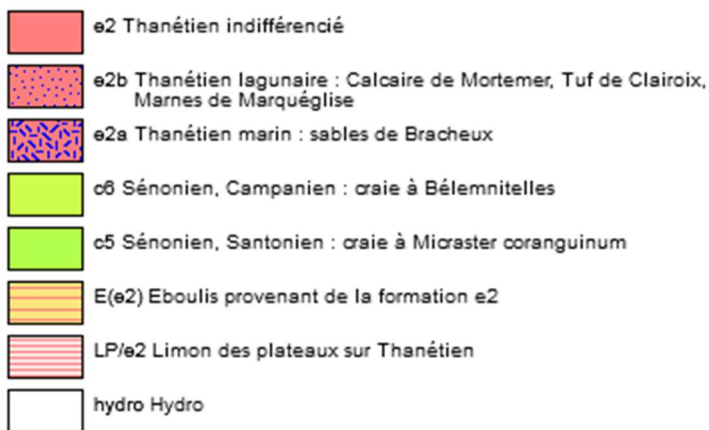 e2 Thanétien indifférencié
e2b Thanétien lagunaire : Calcaire de Mortemer, Tuf de Clairoix,
Marnes de Marquéglise
e2a Thanétien marin : sables de Bracheux
c6 Sénonien, Campanien : craie à Bélemnitelles
c5 Sénonien, Santonien : craie à Micraster coranguinum
E(e2) Eboulis provenant de la formation e2
LP/e2 Limon des plateaux sur Thanétien
hydro Hydro